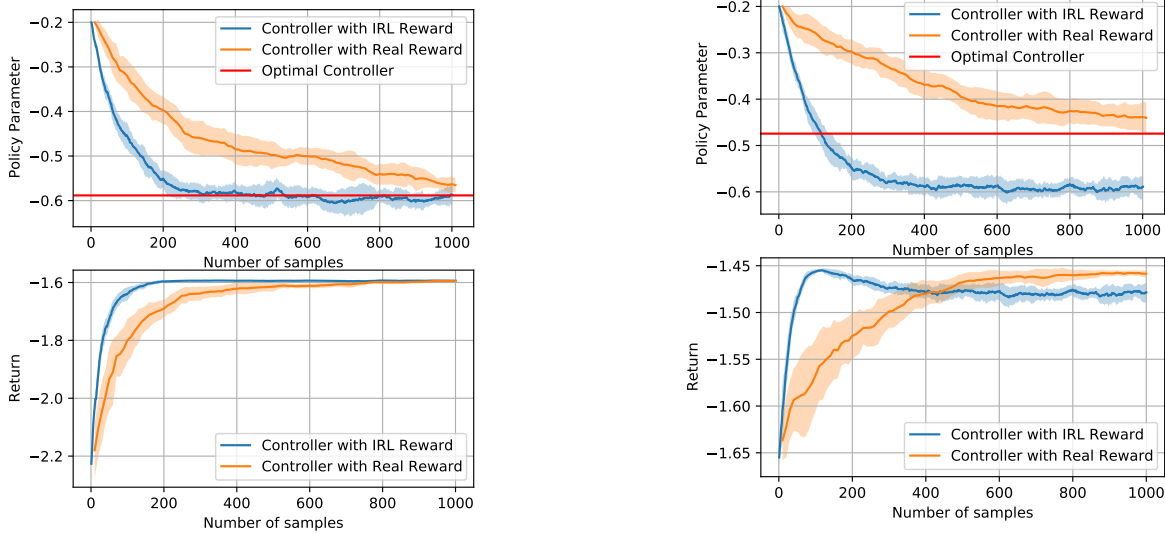 −0.2
−0.3
−0.4
−0.5
−0.6
Policy Parameter
Controller with IRL Reward
Controller with Real Reward
Optimal Controller
0 200 400 600 800 1000
Number of samples
−1.6
−1.8
−2.0
−2.2
Return
Controller with IRL Reward
Controller with Real Reward
0 200 400 600 800 1000
Number of samples
−0.2
−0.3
−0.4
−0.5
−0.6
Policy Parameter
Controller with IRL Reward
Controller with Real Reward
Optimal Controller
0 200 400 600 800 1000
Number of samples
−1.45
−1.50
−1.55
−1.60
−1.65
Return
Controller with IRL Reward
Controller with Real Reward
0 200 400 600 800 1000
Number of samples